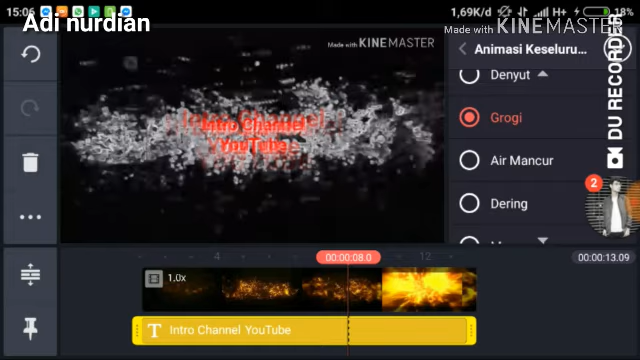 15:06
1,69K/d
H+
18%
Adi nurdian
Made with KINEMASTER
Made with KINEMASTER
Animasi Keseluru...
Denyut
Grogi
Air Mancur
Dering
DU RECORDER
2
Intro Channel
YouTube
4
00:00:08.0
12
00:00:13.09
1,0x
T Intro Channel YouTube